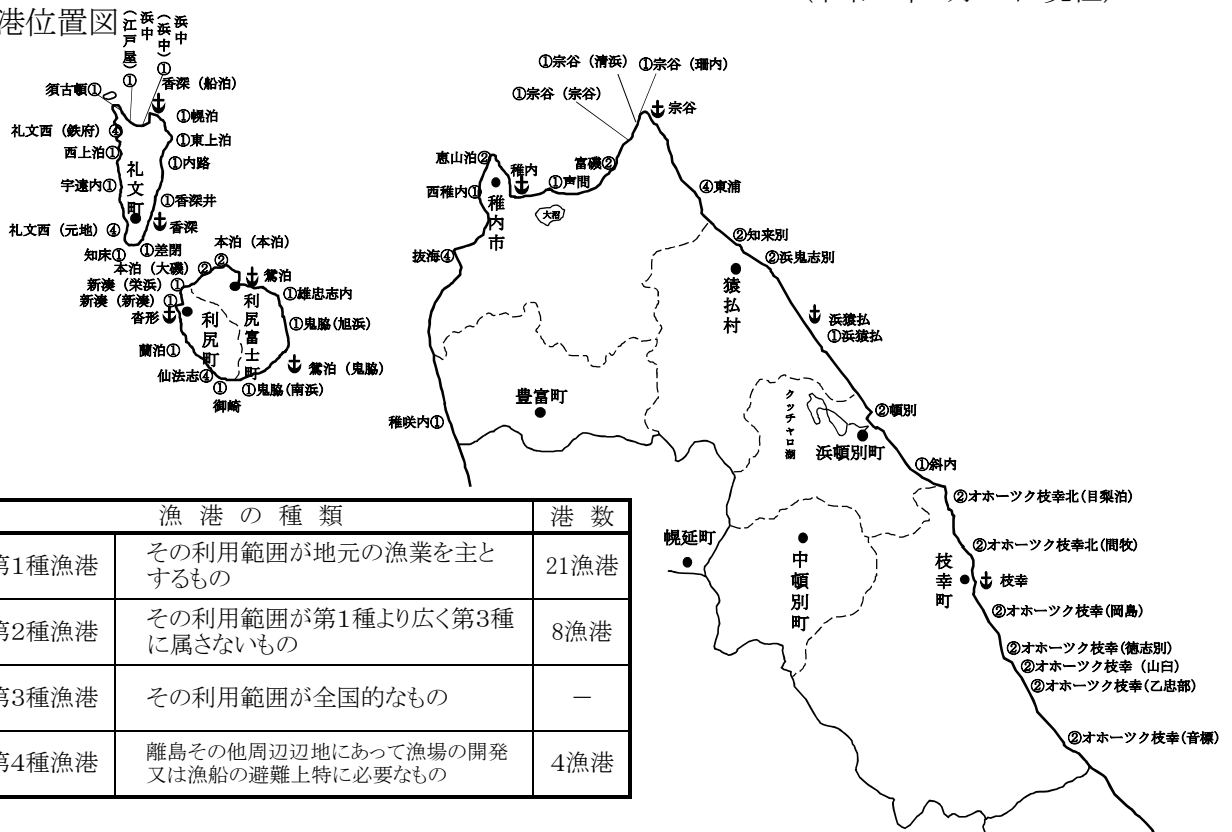 港位置図
浜中
(江戸屋)
①
浜中
(浜中)
①
香深(船泊)
須古頓①
①幌泊
礼文西(鉄府)④
①東上泊
西上泊①
①内路
礼文町
宇遠内①
①香深井
礼文西(元地)④
香深
知床①
①差閉
本泊(本泊)
②
本泊(大磯)②
鴛泊
新湊(栄浜)①
①雄忠志内
新湊(新湊)①
沓形
利尻町
利尻富士町
①鬼脇(旭浜)
蘭泊①
鴛泊(鬼脇)
仙法志④
①
御崎
①鬼脇(南浜)
①宗谷(清浜)
①宗谷(珊内)
①宗谷(宗谷)
宗谷
恵山泊②
稚内
富磯②
①声問
西稚内①
稚内市
大沼
④東浦
抜海④
②知来別
②浜鬼志別
猿払村
浜猿払
①浜猿払
豊富町
稚咲内①
クッチャロ湖
②頓別
浜頓別町
①斜内
②オホーツク枝幸北(目梨泊)
幌延町
中頓別町
②オホーツク枝幸北(問牧)
枝幸町
枝幸
②オホーツク枝幸(岡島)
②オホーツク枝幸(徳志別)
②オホーツク枝幸(山臼)
②オホーツク枝幸(乙忠部)
②オホーツク枝幸(音標)
漁港の種類 港数
第1種漁港 その利用範囲が地元の漁業を主と
するもの 21漁港
第2種漁港 その利用範囲が第1種より広く第3種
に属さないもの 8漁港
第3種漁港 その利用範囲が全国的なもの －
第4種漁港 離島その他周辺辺地にあって漁場の開発
又は漁船の避難上特に必要なもの 4漁港